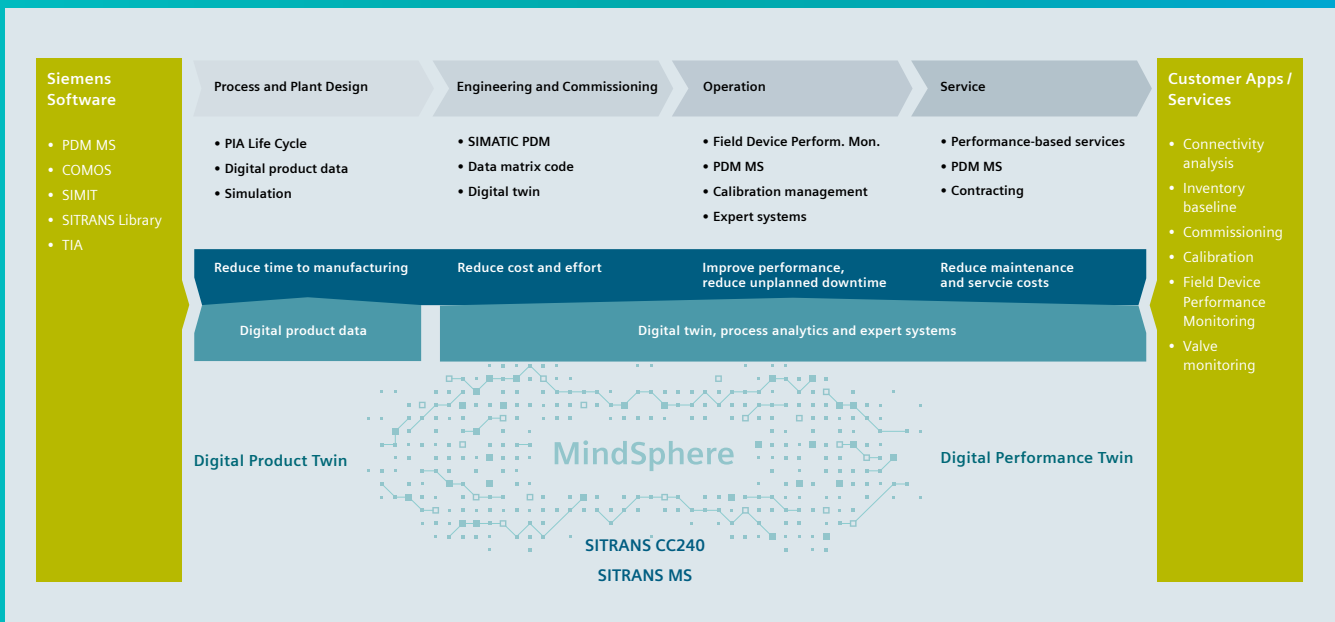 Siemens
Software
• PDM MS
• COMOS
• SIMIT
• SITRANS Library
• TIA
Process and Plant Design
• PIA Life Cycle
• Digital product data
• Simulation
Engineering and Commissioning
• SIMATIC PDM
• Data matrix code
• Digital twin
Operation
• Field Device Perform. Mon.
• PDM MS
• Calibration management
• Expert systems
Service
• Performance-based services
• PDM MS
• Contracting
Reduce time to manufacturing
Reduce cost and effort
Improve performance,
reduce unplanned downtime
Reduce maintenance
and servcie costs
Digital product data
Digital twin, process analytics and expert systems
MindSphere
Digital Product Twin
Digital Performance Twin
SITRANS CC240
SITRANS MS
Customer Apps /
Services
• Connectivity
analysis
• Inventory
baseline
• Commissioning
• Calibration
• Field Device
Performance
Monitoring
• Valve
monitoring